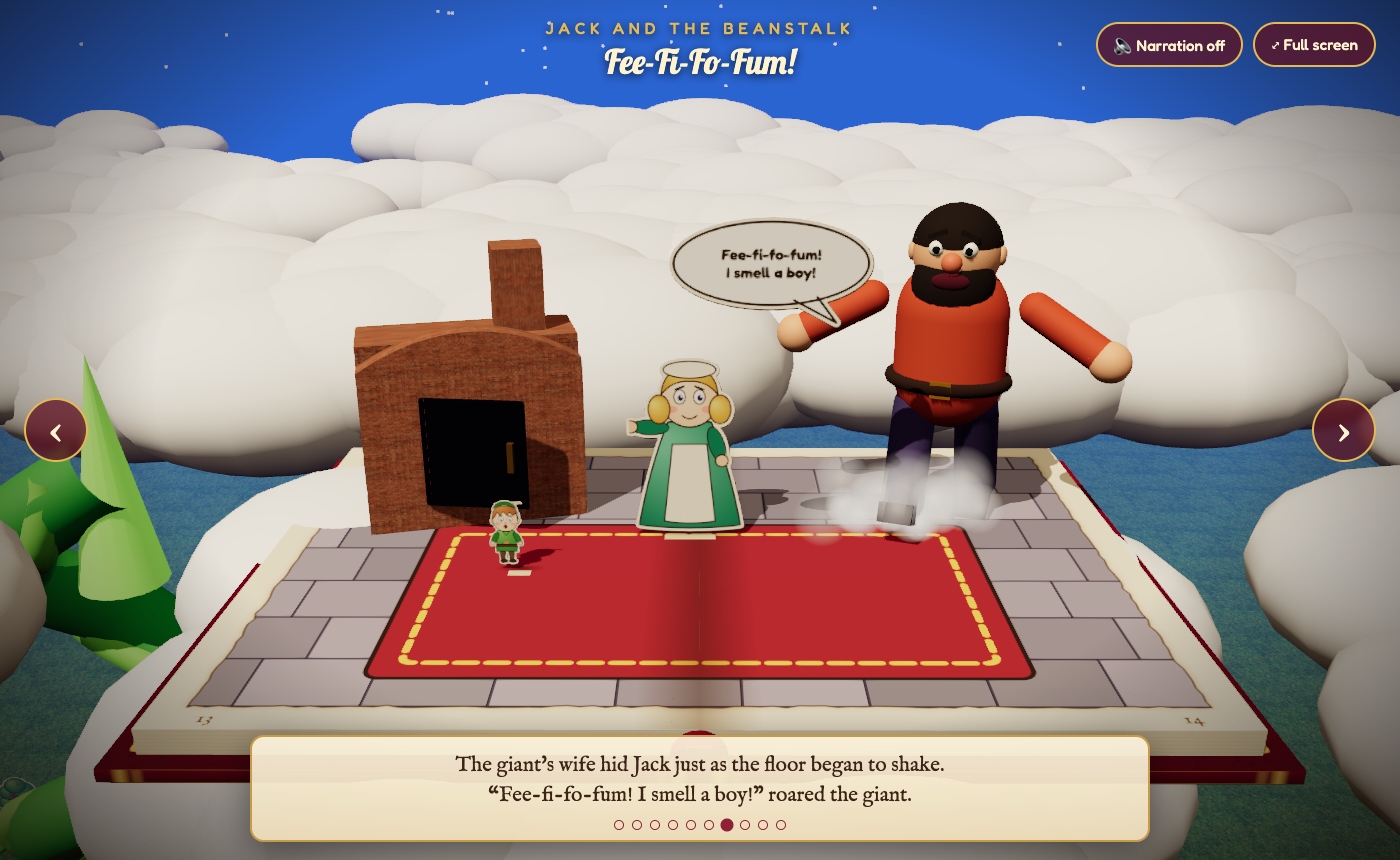 JACK AND THE BEANSTALK
Fee-Fi-Fo-Fum!
Narration off
Full screen
Fee-fi-fo-fum!
I smell a boy!
13
14
The giant's wife hid Jack just as the floor began to shake.
“Fee-fi-fo-fum! I smell a boy!” roared the giant.